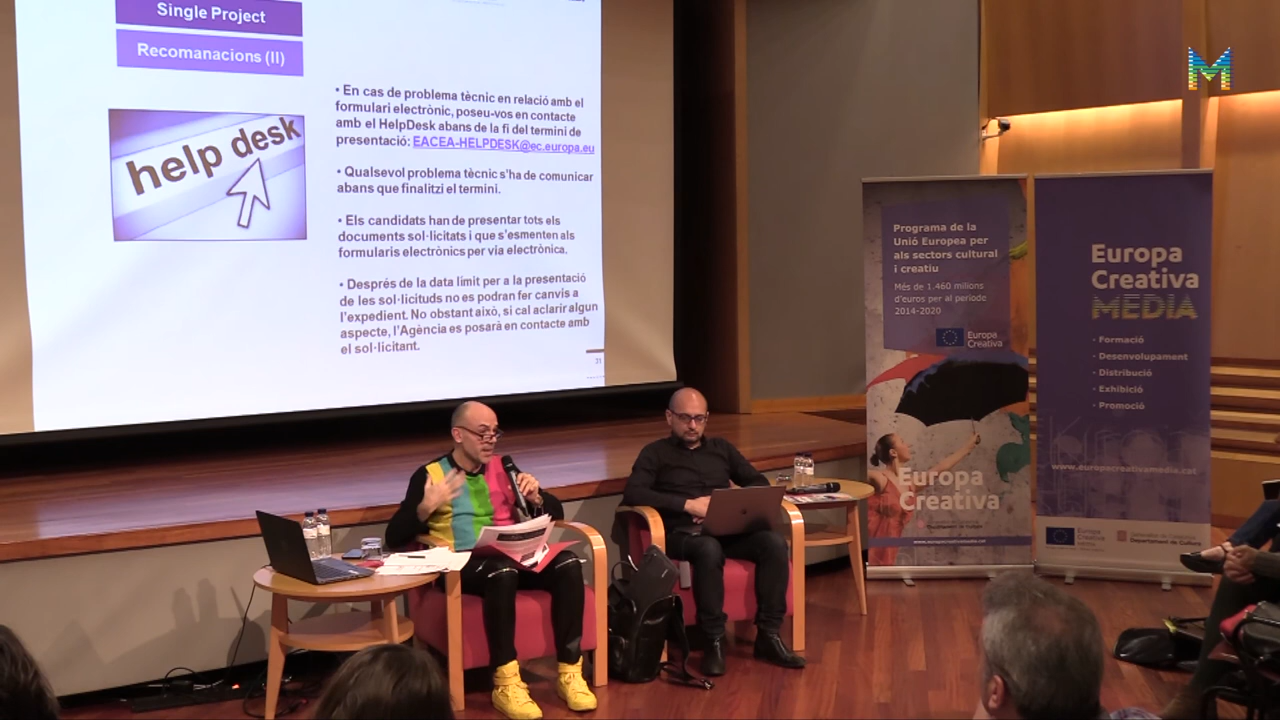 Single Project
Recomanacions (II)
help desk
• En cas de problema tècnic en relació amb el
formulari electrònic, poseu-vos en contacte
amb el HelpDesk abans de la fi del termini de
presentació: EACEA-HELPDESK@ec.europa.eu
• Qualsevol problema tècnic s'ha de comunicar
abans que finalitzi el termini.
• Els candidats han de presentar tots els
documents sol·licitats i que s'esmenten als
formularis electrònics per via electrònica.
• Després de la data límit per a la presentació
de les sol·licituds no es podran fer canvis a
l'expedient. No obstant això, si cal aclarir algun
aspecte, l'Agència es posarà en contacte amb
el sol·licitant.
31
M
Programa de la
Unió Europea per
als sectors cultural
i creatiu
Més de 1.460 milions
d'euros per al període
2014-2020
Europa
Creativa
Europa
Creativa
www.europacreativamedia.cat
Europa
Creativa
MEDIA
- Formació
- Desenvolupament
- Distribució
- Exhibició
- Promoció
www.europacreativamedia.cat
Departament de Cultura